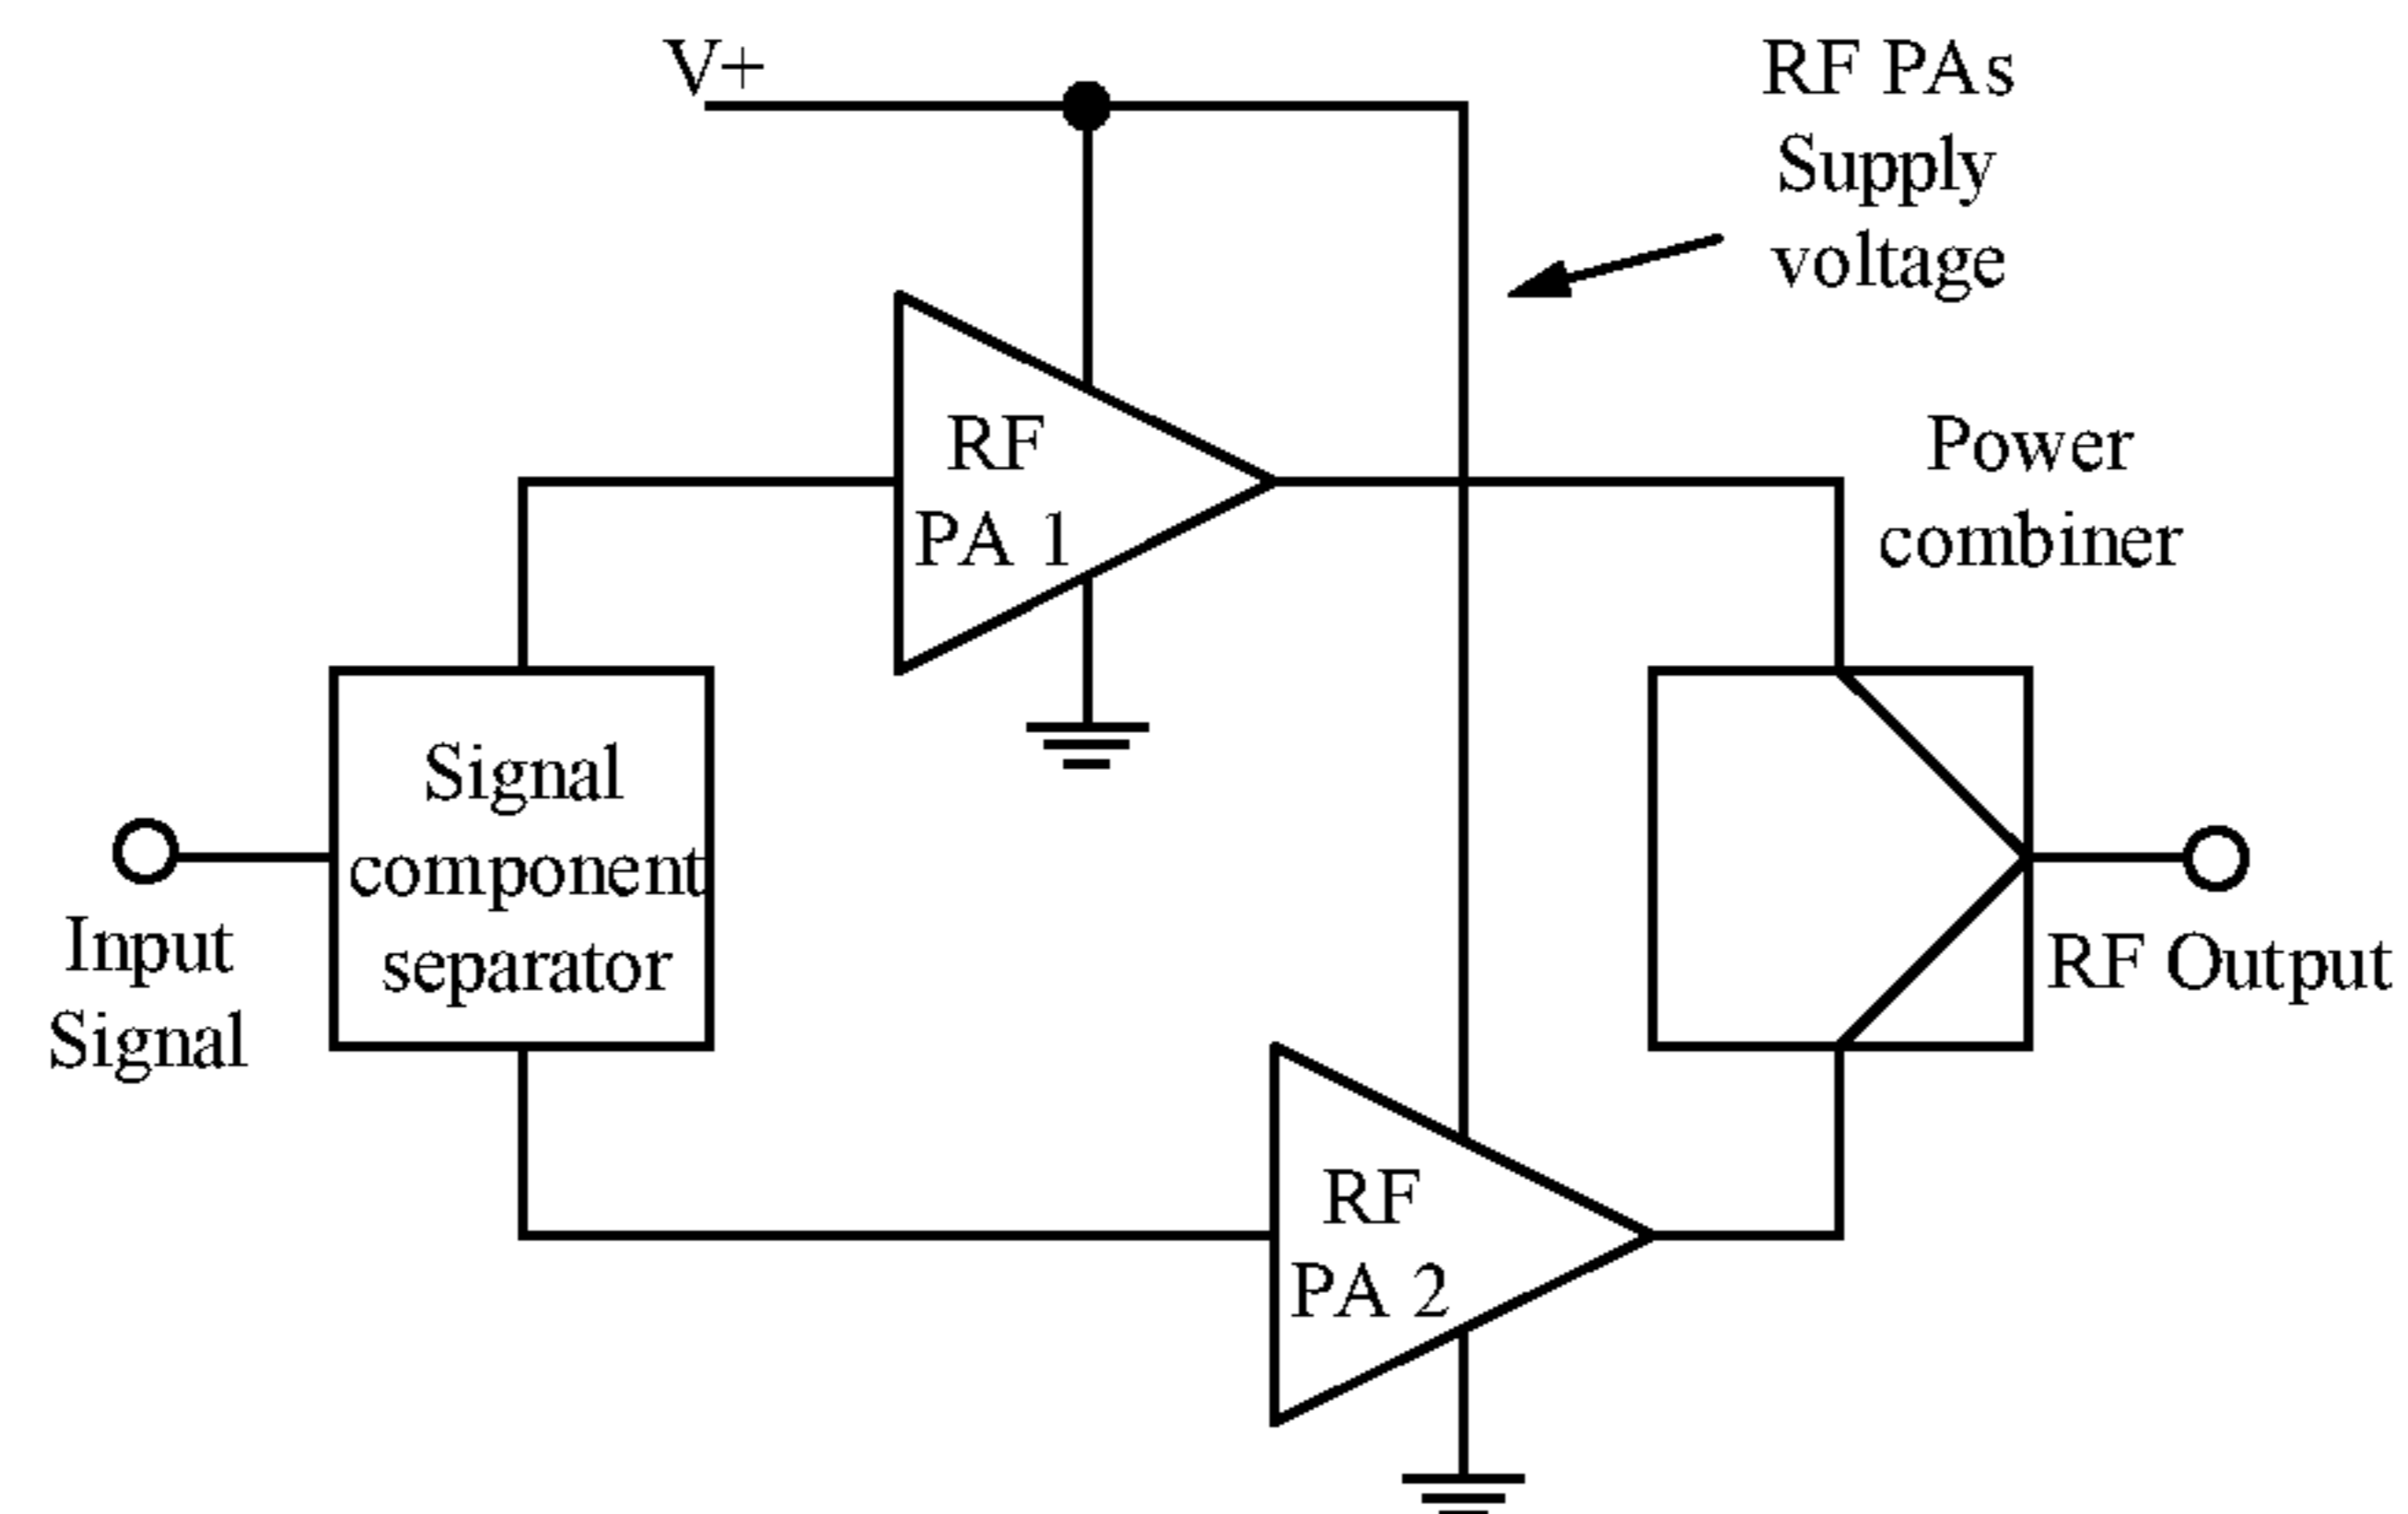 V+
RF PAs
Supply
voltage
RF
PA 1
Power
combiner
Signal
component
separator
Input
Signal
RF Output
RF
PA 2